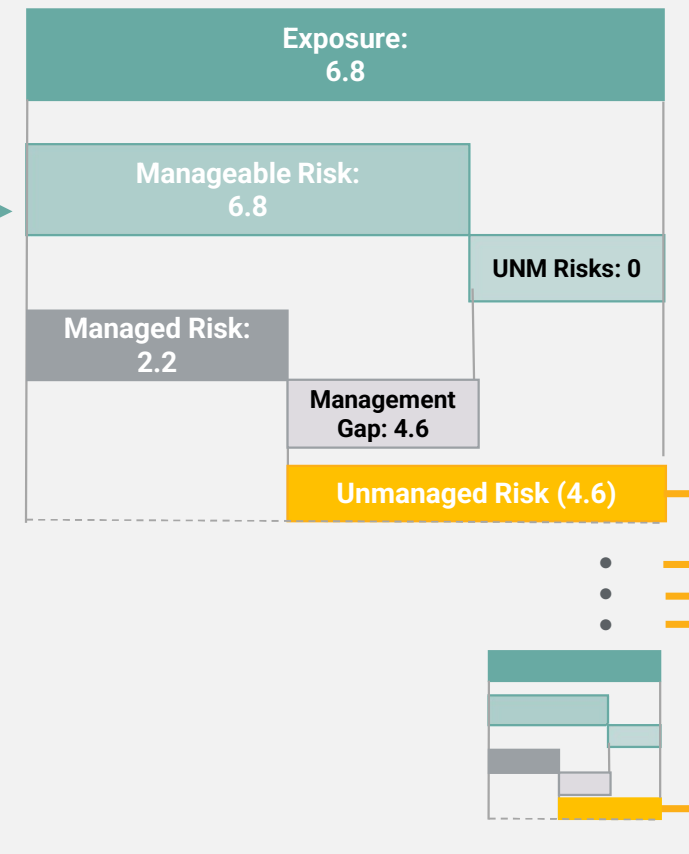 Exposure:
6.8
Manageable Risk:
6.8
UNM Risks: 0
Managed Risk:
2.2
Management
Gap: 4.6
Unmanaged Risk (4.6)